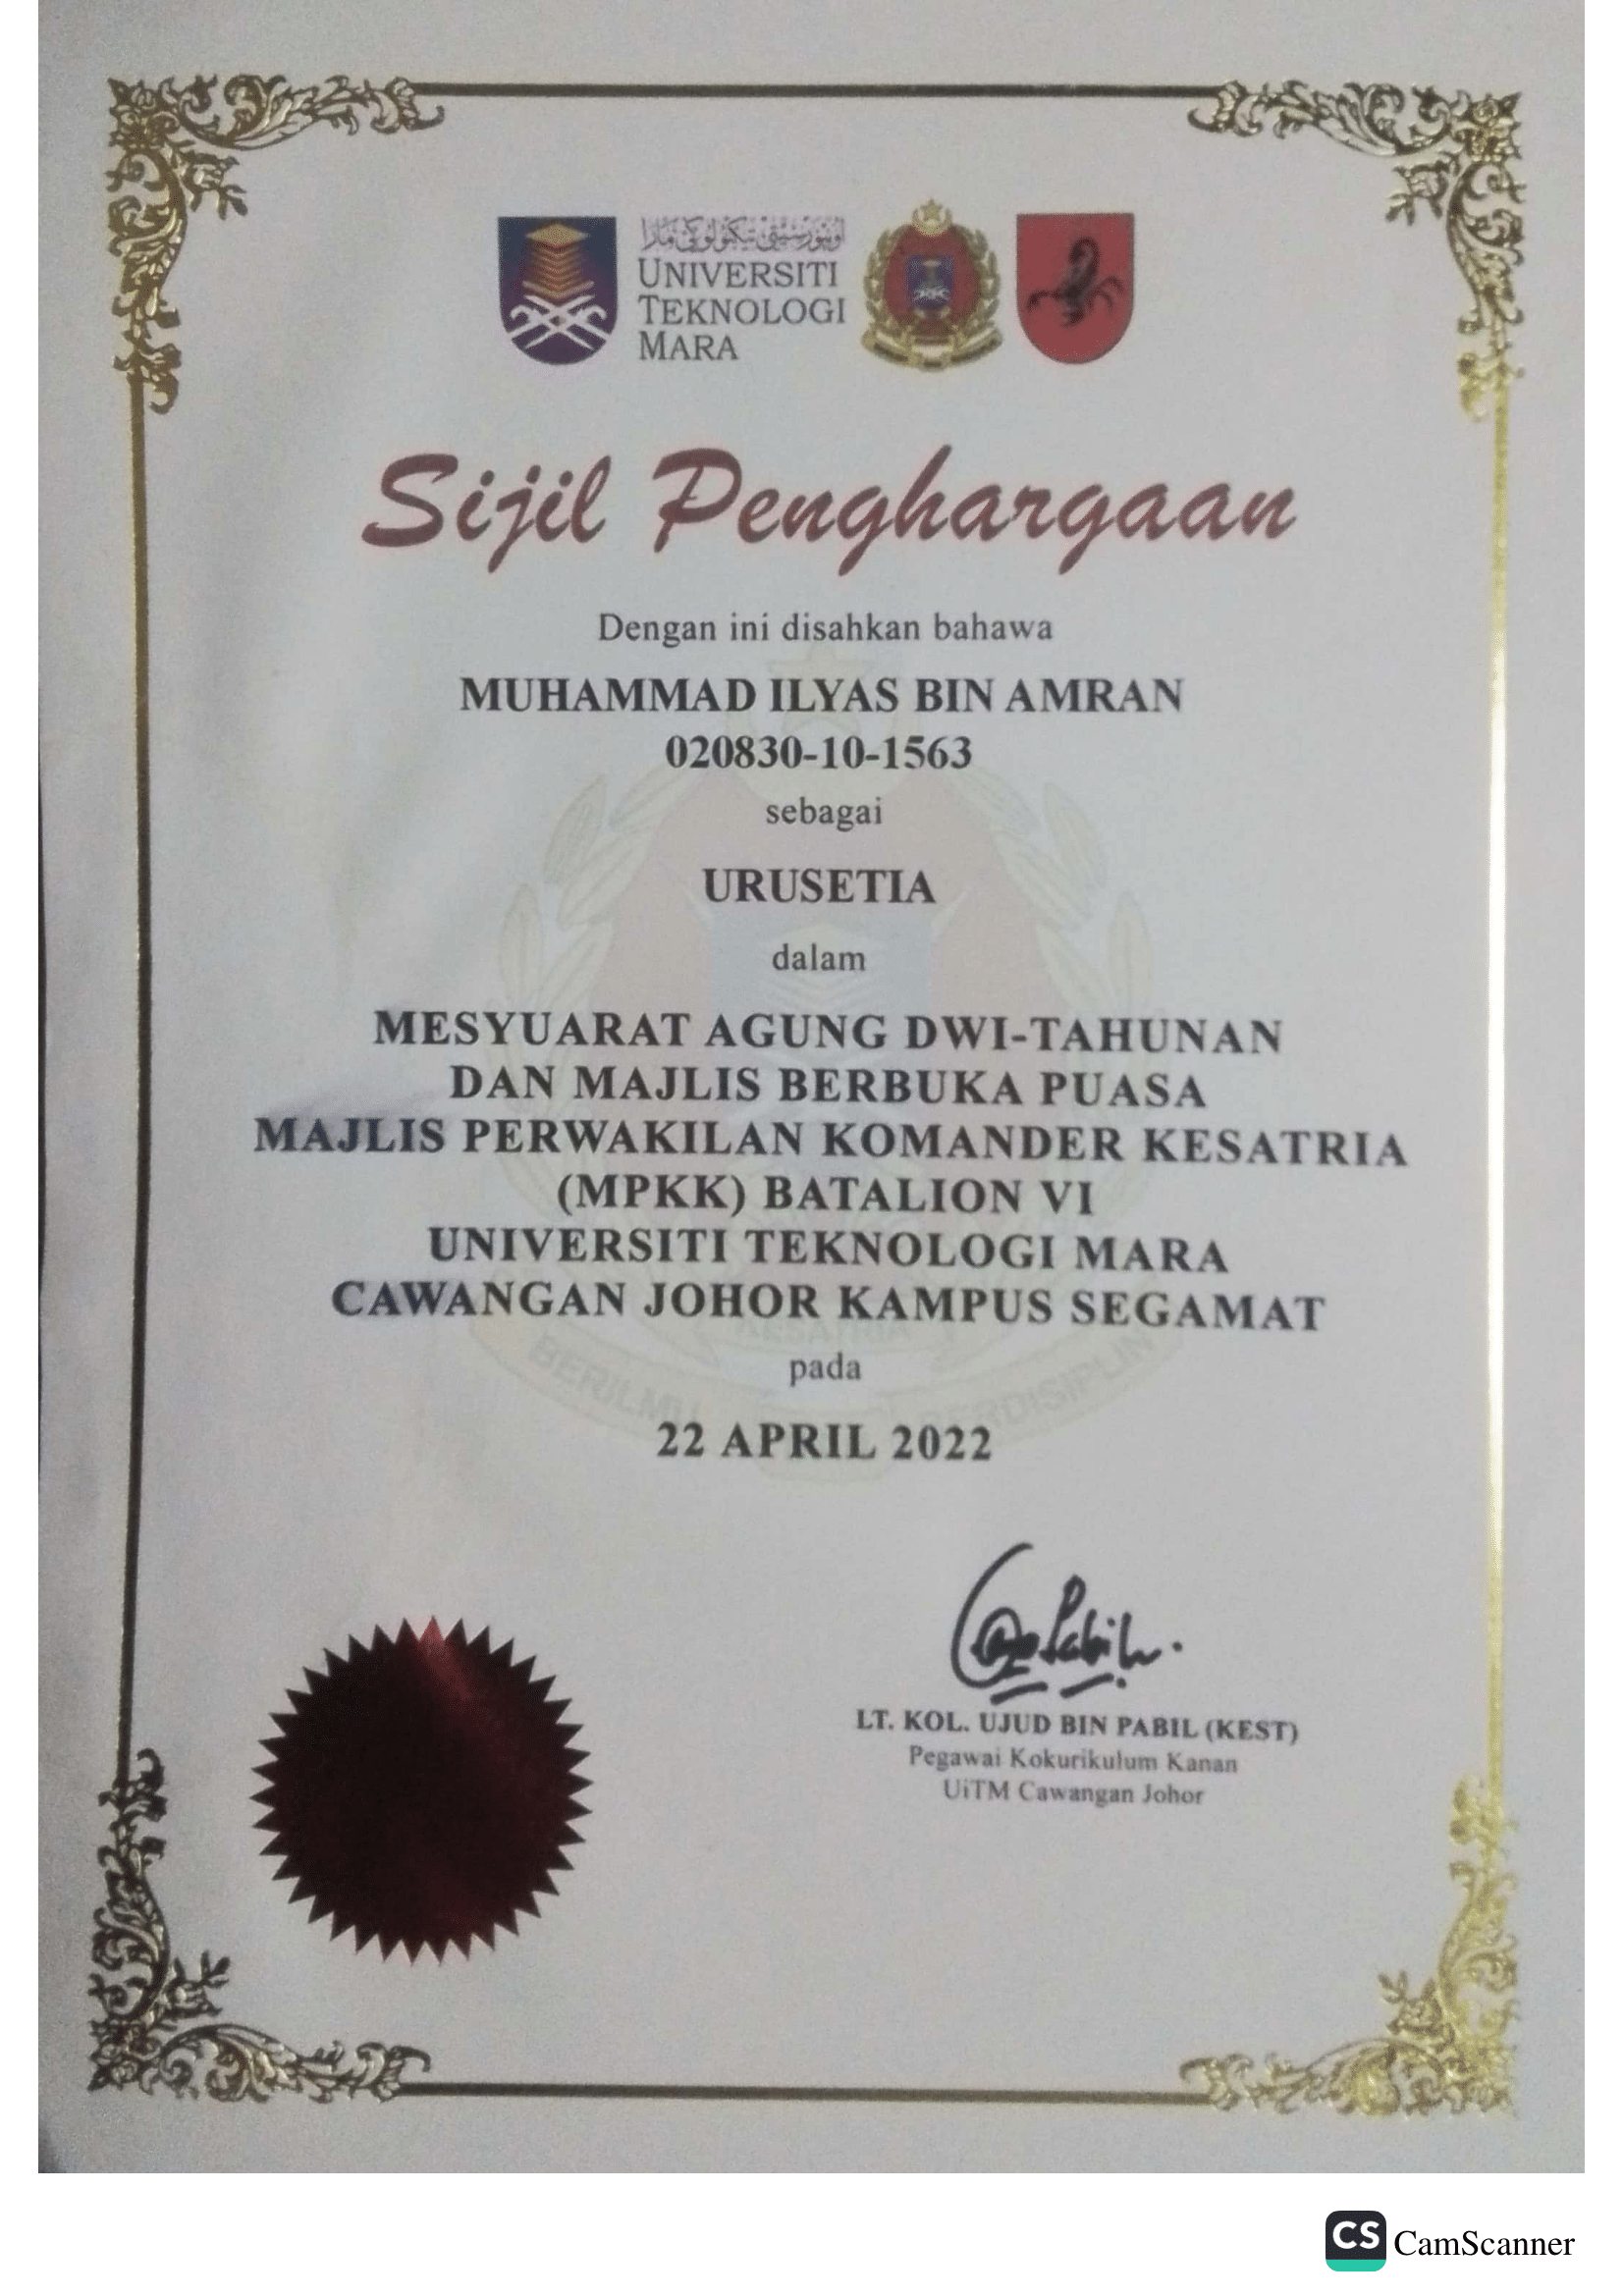 UNIVERSITI
TEKNOLOGI
MARA
Sijil Penghargaan
Dengan ini disahkan bahawa
MUHAMMAD ILYAS BIN AMRAN
020830-10-1563
sebagai
URUSETIA
dalam
MESYUARAT AGUNG DWI-TAHUNAN
DAN MAJLIS BERBUKA PUASA
MAJLIS PERWAKILAN KOMANDER KESATRIA
(MPKK) BATALION VI
UNIVERSITI TEKNOLOGI MARA
CAWANGAN JOHOR KAMPUS SEGAMAT
KESATRIA
BERILMU BERDISIPLIN
pada
22 APRIL 2022
LT. KOL. UJUD BIN PABIL (KEST)
Pegawai Kokurikulum Kanan
UiTM Cawangan Johor
CS CamScanner